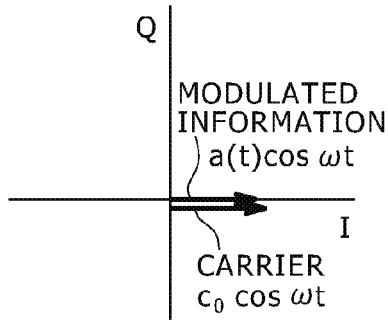 Q
MODULATED
INFORMATION
a(t)cos ωt
I
CARRIER
c₀ cos ωt